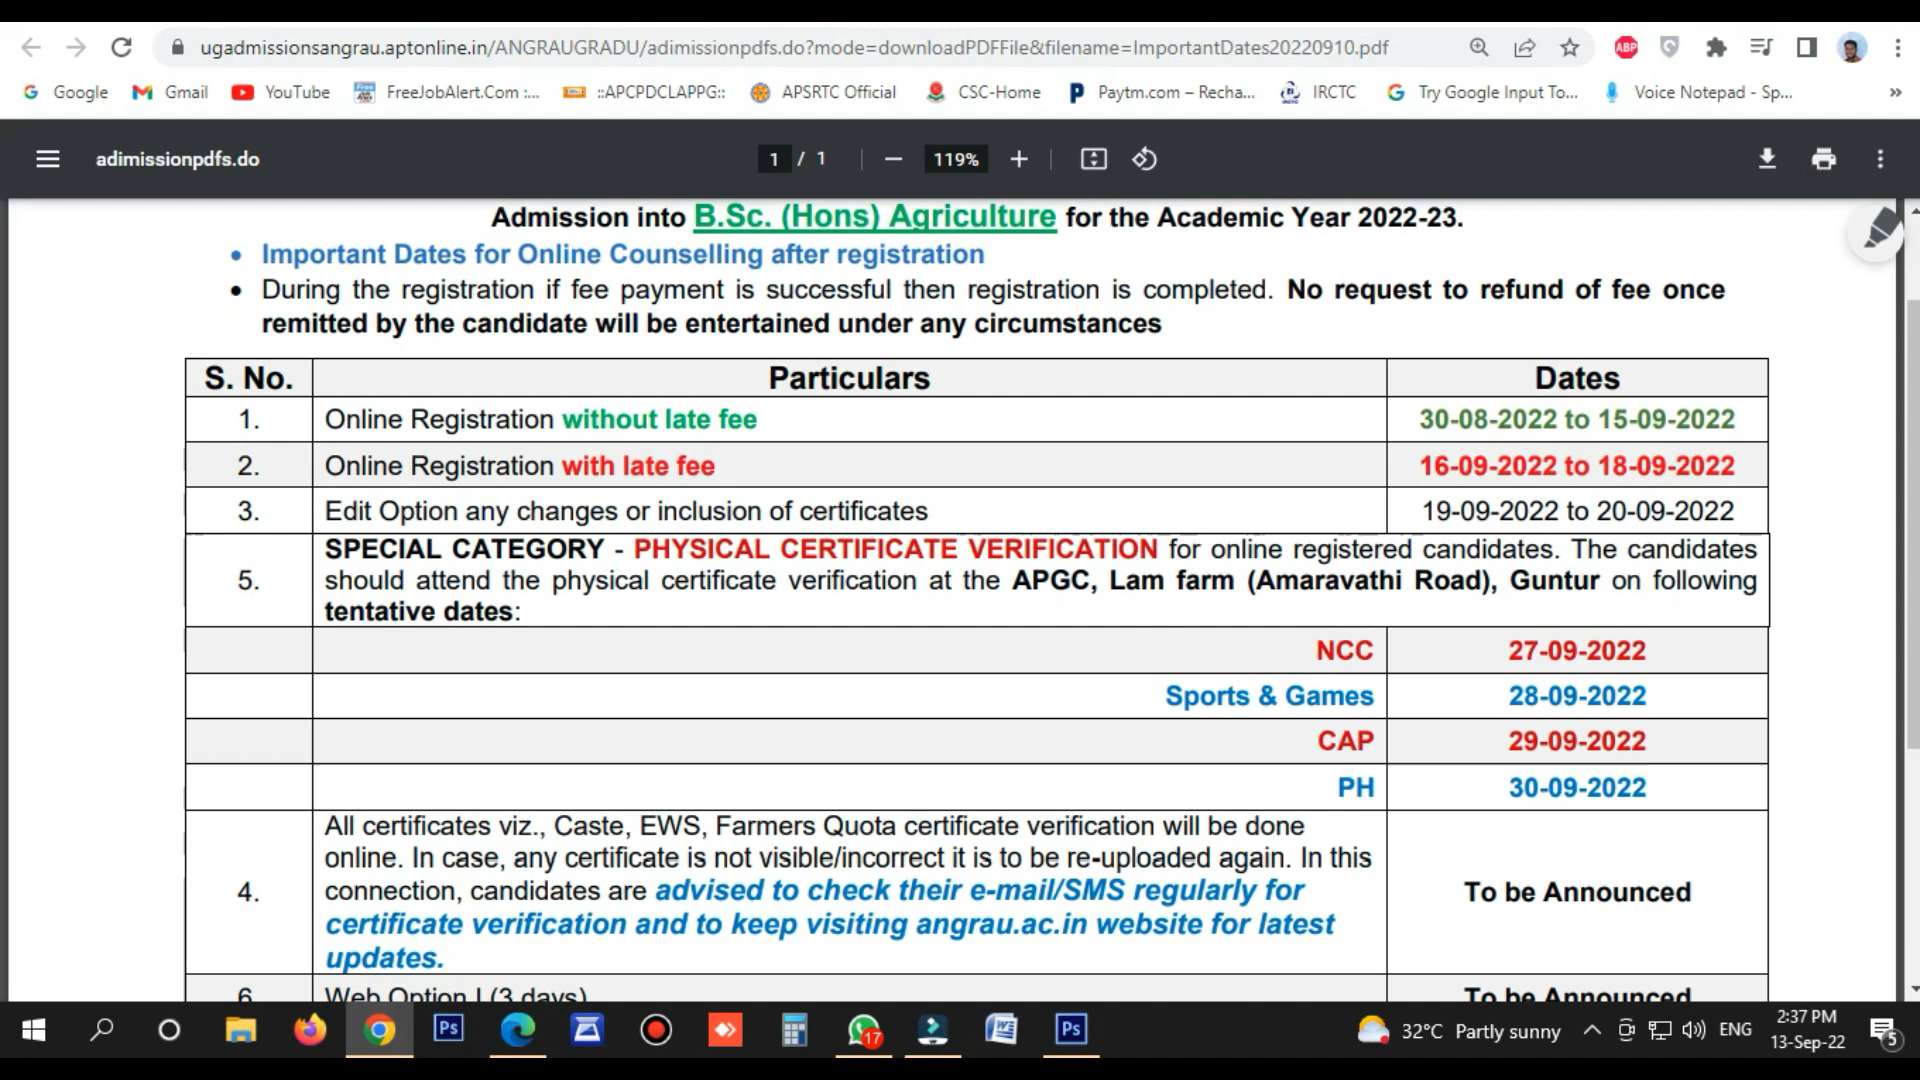 ugadmissionsangrau.aptonline.in/ANGRAUGRADU/adimissionpdfs.do?mode=downloadPDFFile&filename=ImportantDates20220910.pdf
ABP
Google Gmail YouTube FreeJobAlert.Com :... ::APCPDCLAPPG:: APSRTC Official CSC-Home Paytm.com – Recha... IRCTC Try Google Input To... Voice Notepad - Sp... »
adimissionpdfs.do 1 / 1 119%
Admission into B.Sc. (Hons) Agriculture for the Academic Year 2022-23.
• Important Dates for Online Counselling after registration
• During the registration if fee payment is successful then registration is completed. No request to refund of fee once
remitted by the candidate will be entertained under any circumstances
S. No. Particulars Dates
1. Online Registration without late fee 30-08-2022 to 15-09-2022
2. Online Registration with late fee 16-09-2022 to 18-09-2022
3. Edit Option any changes or inclusion of certificates 19-09-2022 to 20-09-2022
5. SPECIAL CATEGORY - PHYSICAL CERTIFICATE VERIFICATION for online registered candidates. The candidates
should attend the physical certificate verification at the APGC, Lam farm (Amaravathi Road), Guntur on following
tentative dates:
NCC 27-09-2022
Sports & Games 28-09-2022
CAP 29-09-2022
PH 30-09-2022
4. All certificates viz., Caste, EWS, Farmers Quota certificate verification will be done
online. In case, any certificate is not visible/incorrect it is to be re-uploaded again. In this
connection, candidates are advised to check their e-mail/SMS regularly for
certificate verification and to keep visiting angrau.ac.in website for latest
updates.
To be Announced
6. Web Option I (3 days) To be Announced
Ps 17 Ps 32°C Partly sunny ENG 2:37 PM
13-Sep-22 5